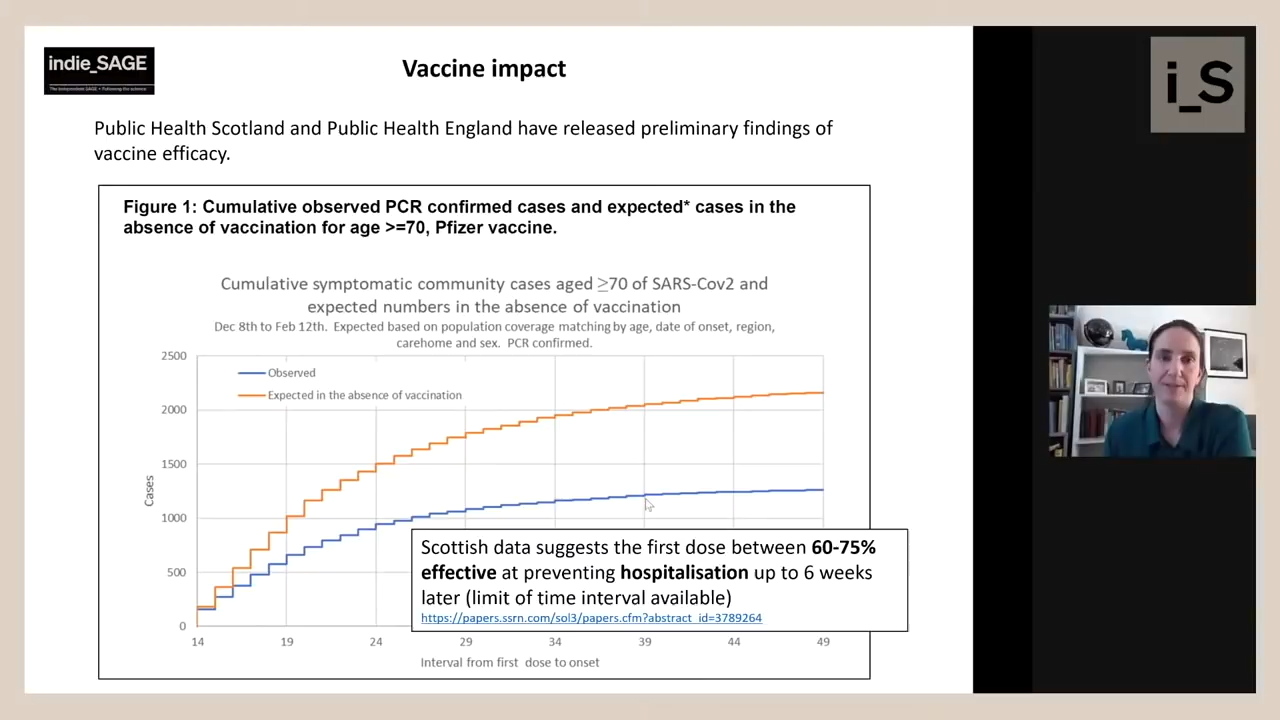 indie_SAGE
The Independent SAGE • Following the science
Vaccine impact
i_S
Public Health Scotland and Public Health England have released preliminary findings of
vaccine efficacy.
Figure 1: Cumulative observed PCR confirmed cases and expected* cases in the
absence of vaccination for age >=70, Pfizer vaccine.
Cumulative symptomatic community cases aged ≥70 of SARS-Cov2 and
expected numbers in the absence of vaccination
Dec 8th to Feb 12th. Expected based on population coverage matching by age, date of onset, region,
carehome and sex. PCR confirmed.
2500
Observed
Expected in the absence of vaccination
2000
1500
Cases
1000
500
0
Scottish data suggests the first dose between 60-75%
effective at preventing hospitalisation up to 6 weeks
later (limit of time interval available)
https://papers.ssrn.com/sol3/papers.cfm?abstract_id=3789264
14 19 24 29 34 39 44 49
Interval from first dose to onset